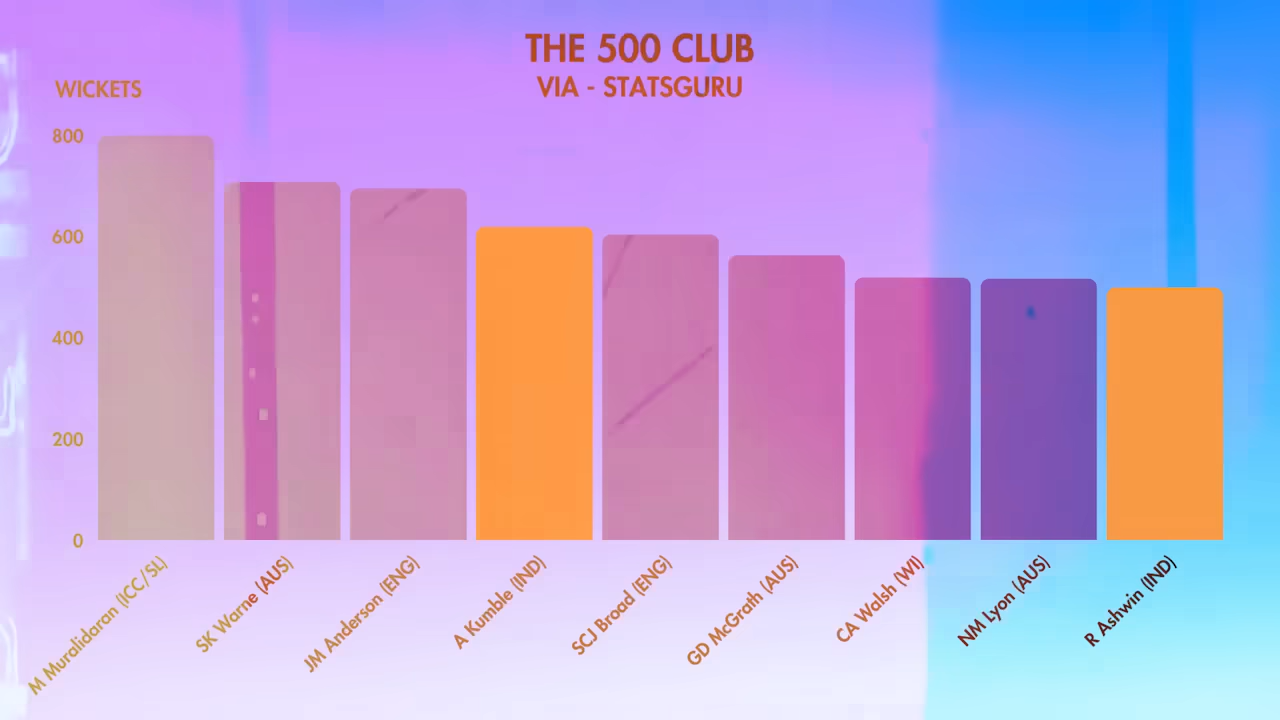 THE 500 CLUB
VIA - STATSGURU
WICKETS
800
600
400
200
0
M Muralidaran (ICC/SL)
SK Warne (AUS)
JM Anderson (ENG)
A Kumble (IND)
SCJ Broad (ENG)
GD McGrath (AUS)
CA Walsh (WI)
NM Lyon (AUS)
R Ashwin (IND)